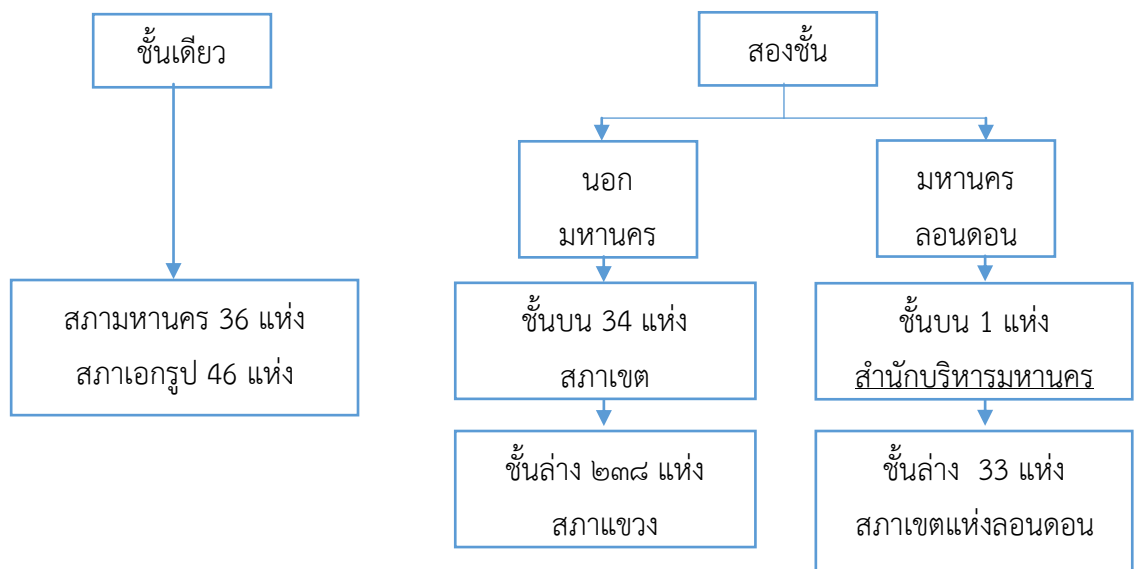 ชั้นเดียว
สองชั้น
นอก
มหานคร
มหานคร
ลอนดอน
สภามหานคร 36 แห่ง
สภาเอกรูป 46 แห่ง
ชั้นบน 34 แห่ง
สภาเขต
ชั้นบน 1 แห่ง
สำนักบริหารมหานคร
ชั้นล่าง ๒๓๘ แห่ง
สภาแขวง
ชั้นล่าง 33 แห่ง
สภาเขตแห่งลอนดอน